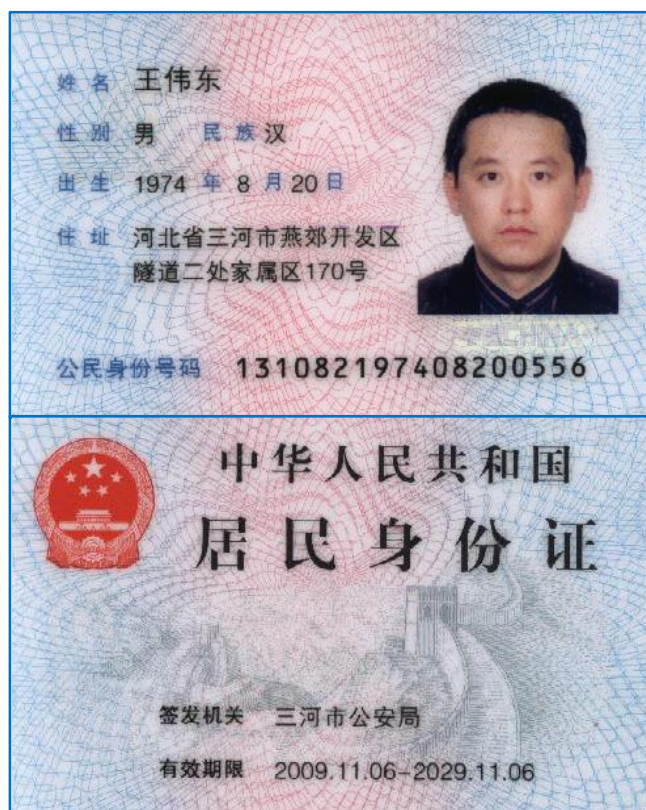 姓名 王伟东
性别 男 民族 汉
出生 1974 年 8 月 20 日
住址 河北省三河市燕郊开发区
隧道二处家属区170号
公民身份号码 131082197408200556
中华人民共和国
居民身份证
签发机关 三河市公安局
有效期限 2009.11.06-2029.11.06